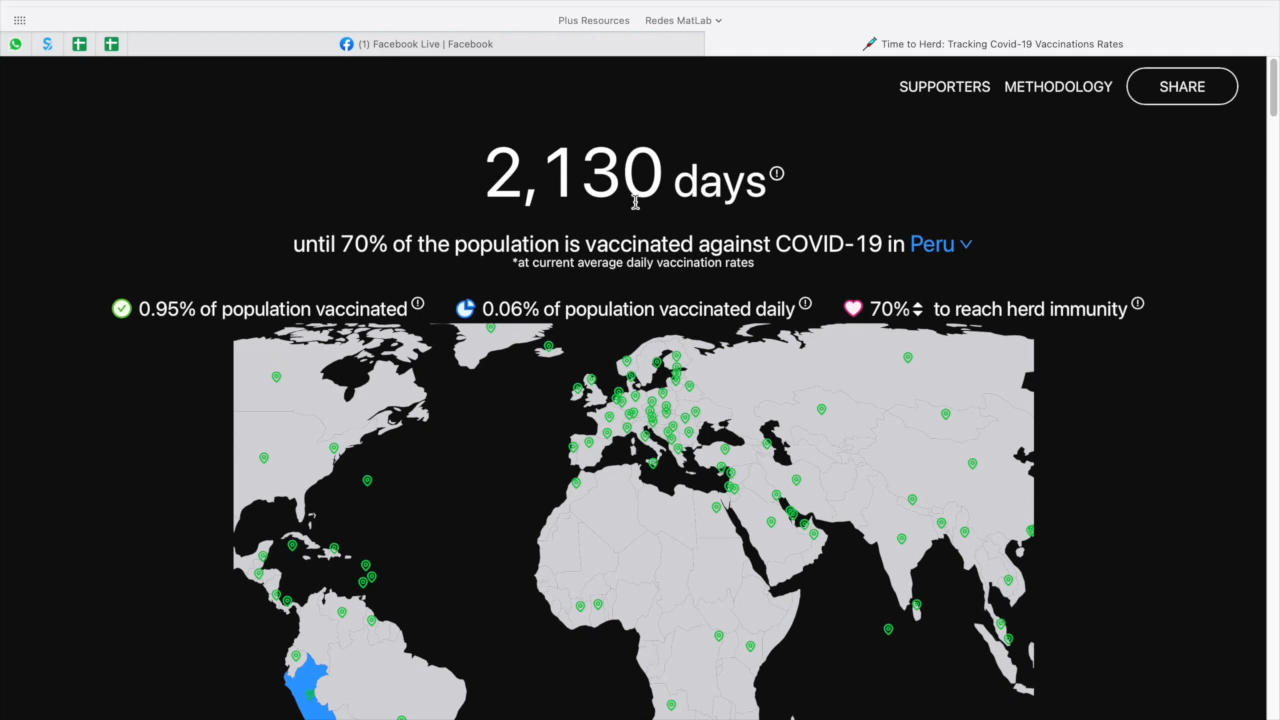 Plus Resources Redes MatLab
(1) Facebook Live | Facebook
Time to Herd: Tracking Covid-19 Vaccinations Rates
SUPPORTERS METHODOLOGY SHARE
2,130 days
until 70% of the population is vaccinated against COVID-19 in Peru
*at current average daily vaccination rates
0.95% of population vaccinated
0.06% of population vaccinated daily
70% to reach herd immunity